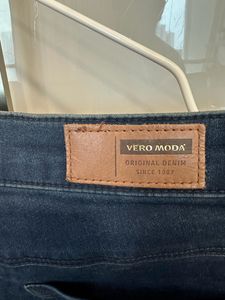 VERO MODA
ORIGINAL DENIM
SINCE 1987